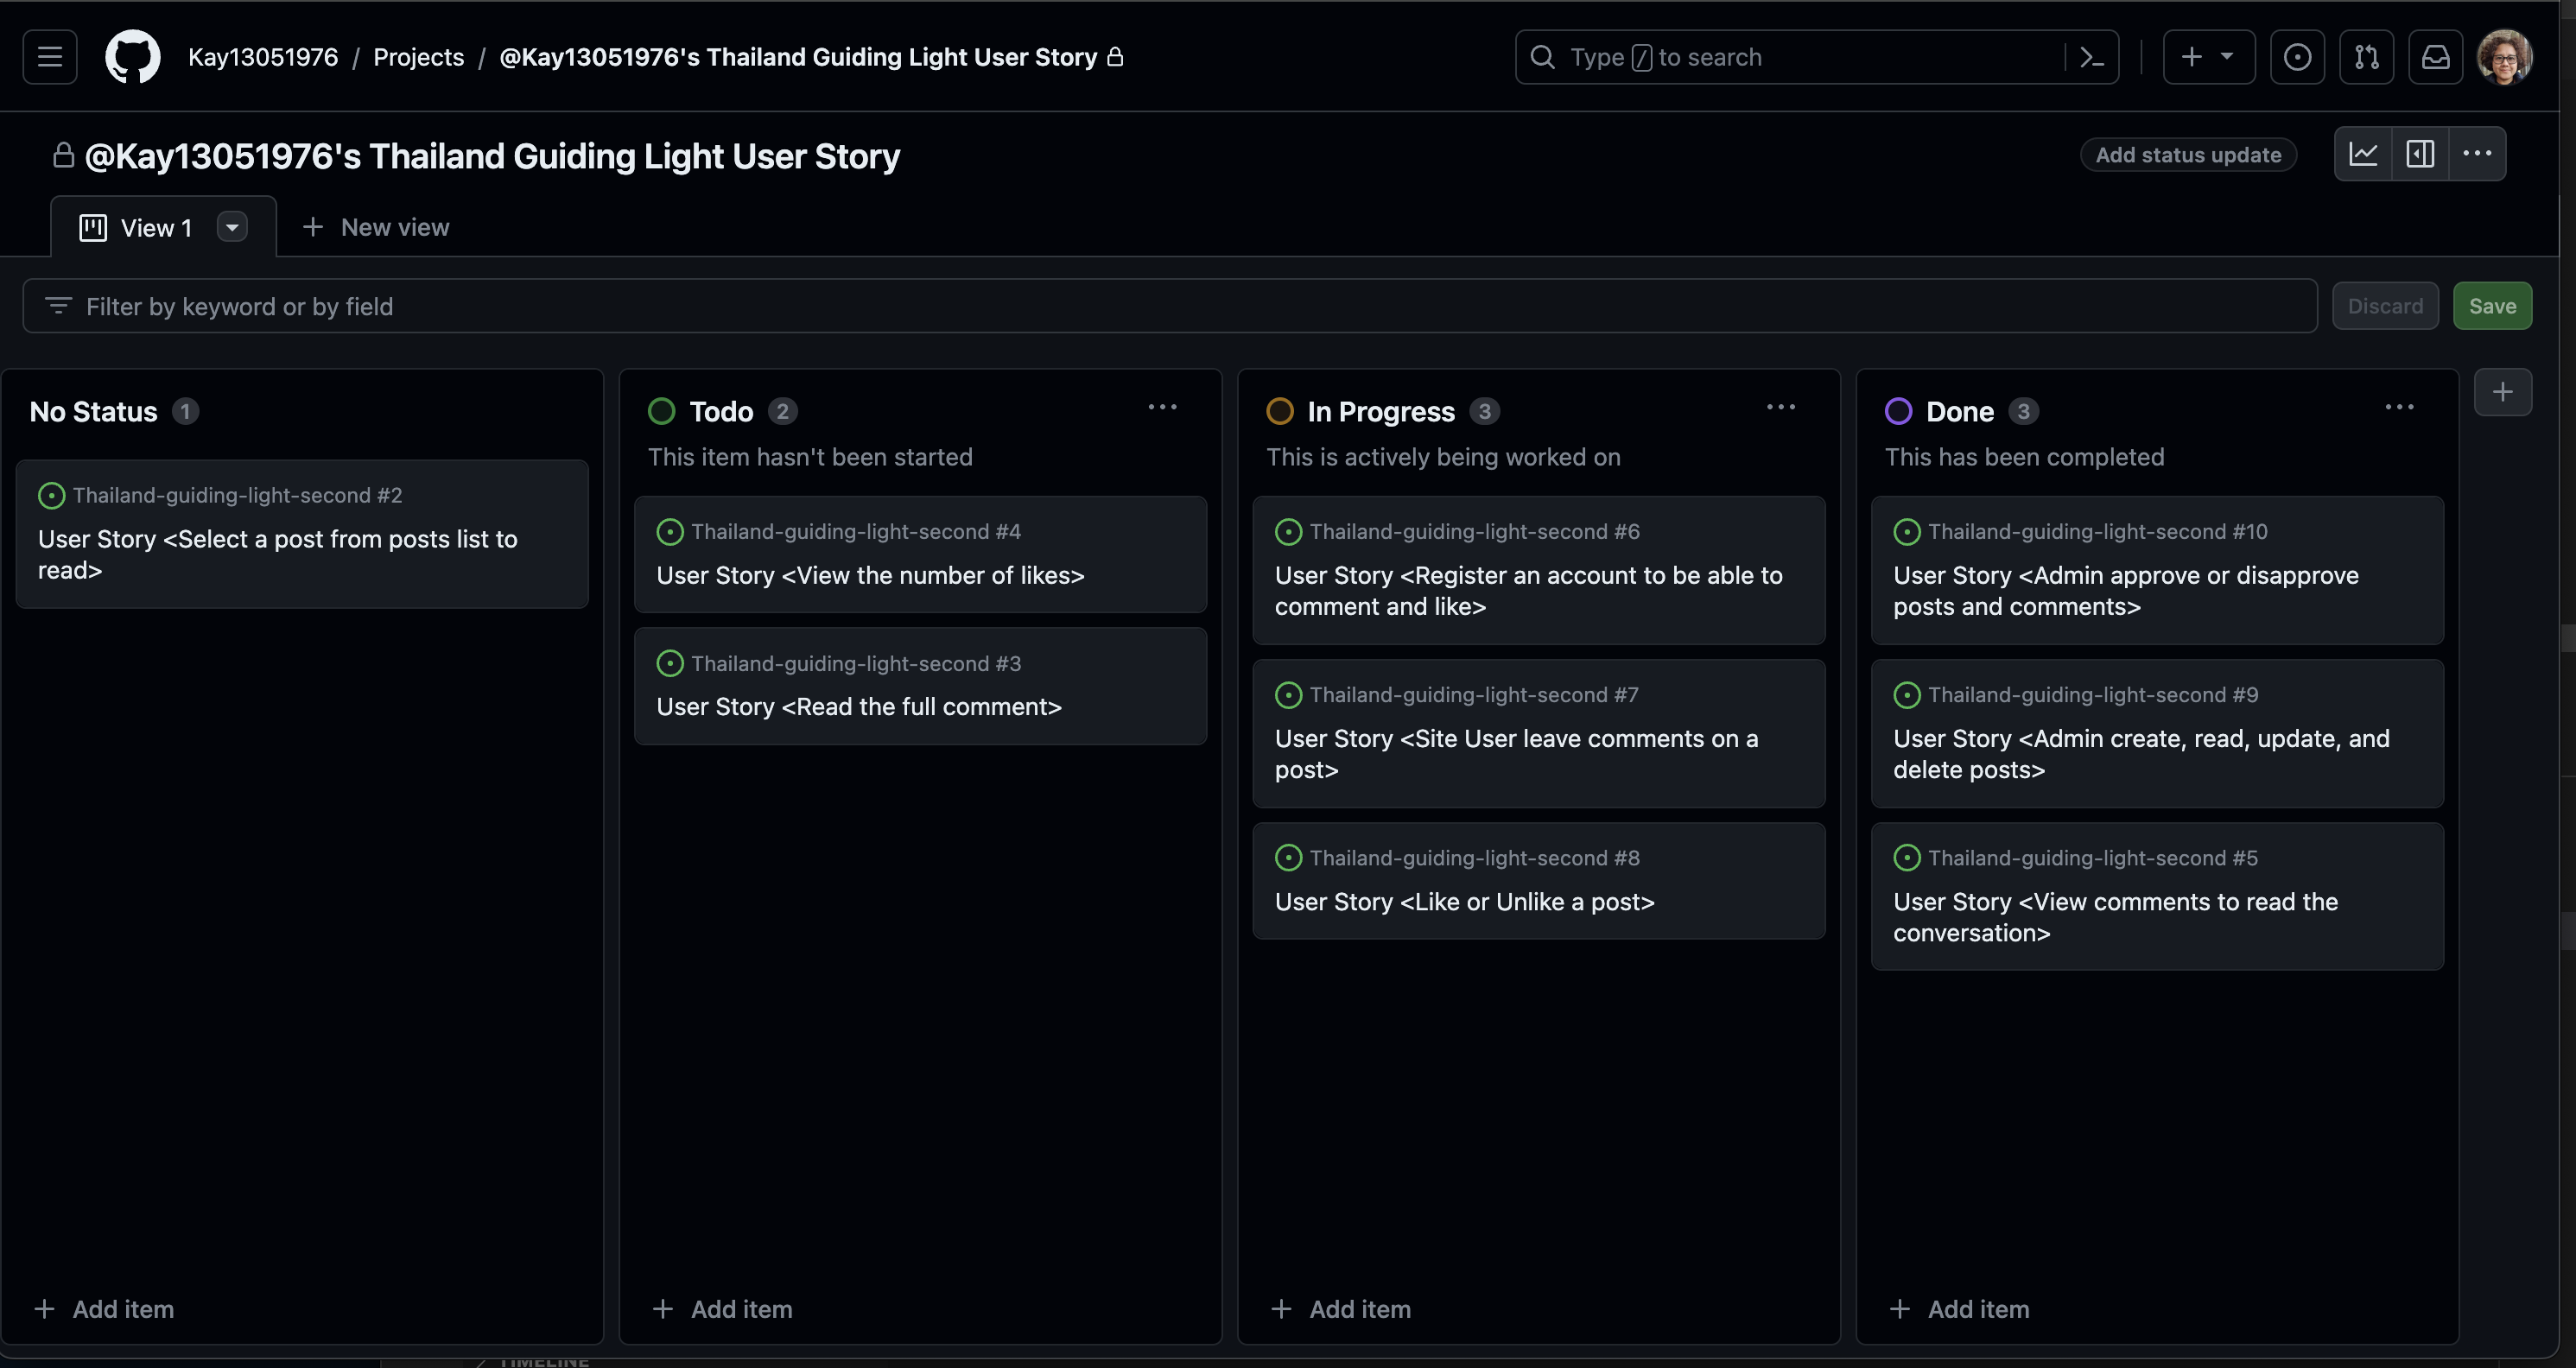 Kay13051976 / Projects / @Kay13051976's Thailand Guiding Light User Story
Type / to search
@Kay13051976's Thailand Guiding Light User Story
Add status update
View 1
New view
Filter by keyword or by field
Discard
Save
No Status 1
Thailand-guiding-light-second #2
User Story <Select a post from posts list to
read>
Add item
Todo 2
This item hasn't been started
Thailand-guiding-light-second #4
User Story <View the number of likes>
Thailand-guiding-light-second #3
User Story <Read the full comment>
Add item
In Progress 3
This is actively being worked on
Thailand-guiding-light-second #6
User Story <Register an account to be able to
comment and like>
Thailand-guiding-light-second #7
User Story <Site User leave comments on a
post>
Thailand-guiding-light-second #8
User Story <Like or Unlike a post>
Add item
Done 3
This has been completed
Thailand-guiding-light-second #10
User Story <Admin approve or disapprove
posts and comments>
Thailand-guiding-light-second #9
User Story <Admin create, read, update, and
delete posts>
Thailand-guiding-light-second #5
User Story <View comments to read the
conversation>
Add item
TIMELINE